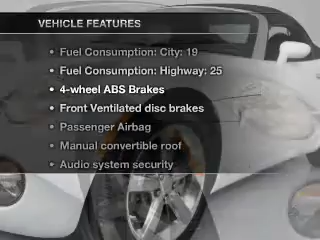 VEHICLE FEATURES
• Fuel Consumption: City: 19
• Fuel Consumption: Highway: 25
• 4-wheel ABS Brakes
• Front Ventilated disc brakes
• Passenger Airbag
• Manual convertible roof
• Audio system security